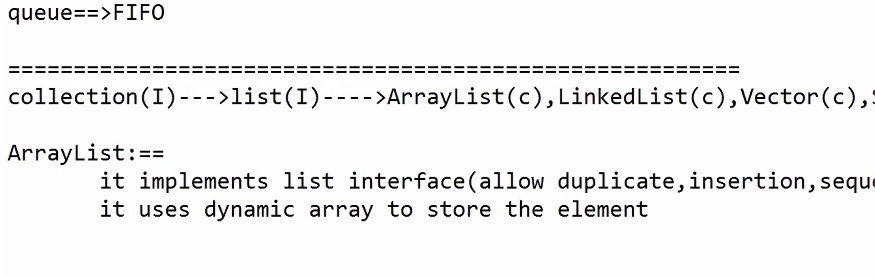 queue==>FIFO
========================================================
collection(I)--->list(I)---->ArrayList(c),LinkedList(c),Vector(c),
ArrayList:==
it implements list interface(allow duplicate,insertion,
it uses dynamic array to store the element